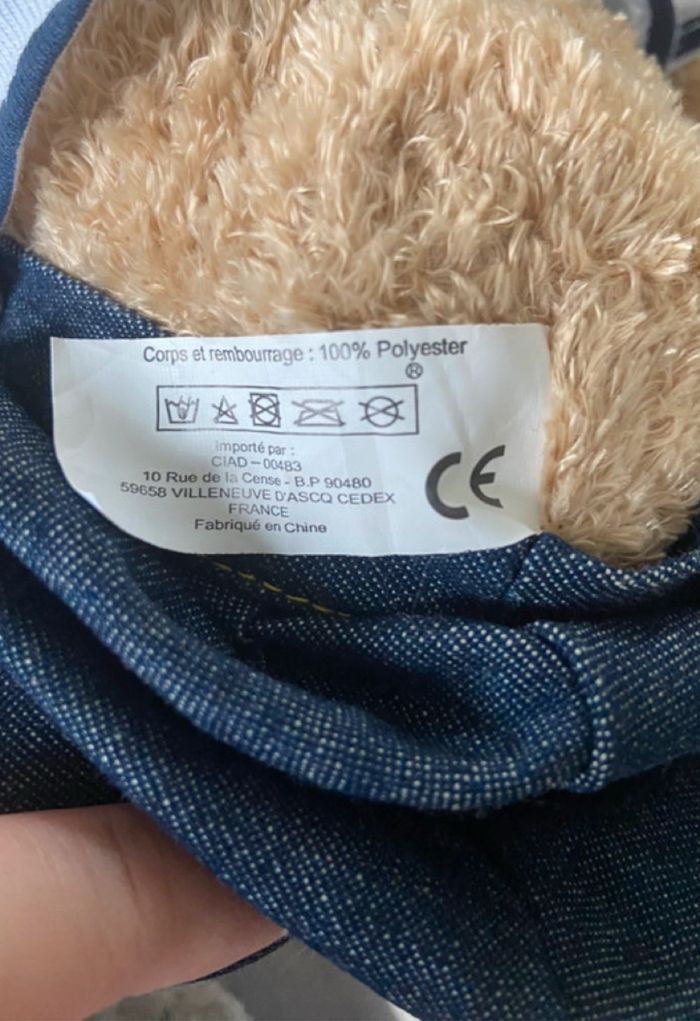 Corps et rembourrage : 100% Polyester
®
Importé par :
CIAD – 00483
10 Rue de la Cense - B.P 90480
59658 VILLENEUVE D'ASCQ CEDEX
FRANCE
Fabriqué en Chine
CE